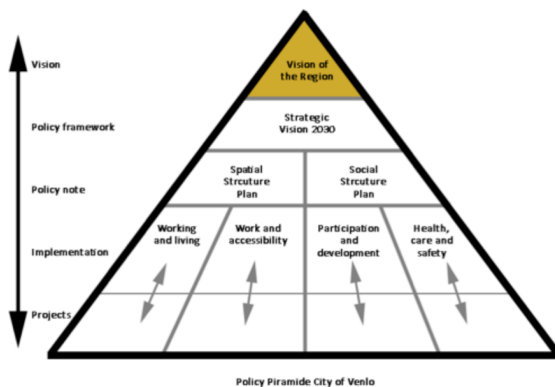 Vision
Vision of
the Region
Policy framework
Strategic
Vision 2030
Policy note
Spatial
Strcuture
Plan
Social
Strcuture
Plan
Implementation
Working
and living
Work and
accessibility
Participation
and
development
Health,
care and
safety
Projects
Policy Piramide City of Venlo